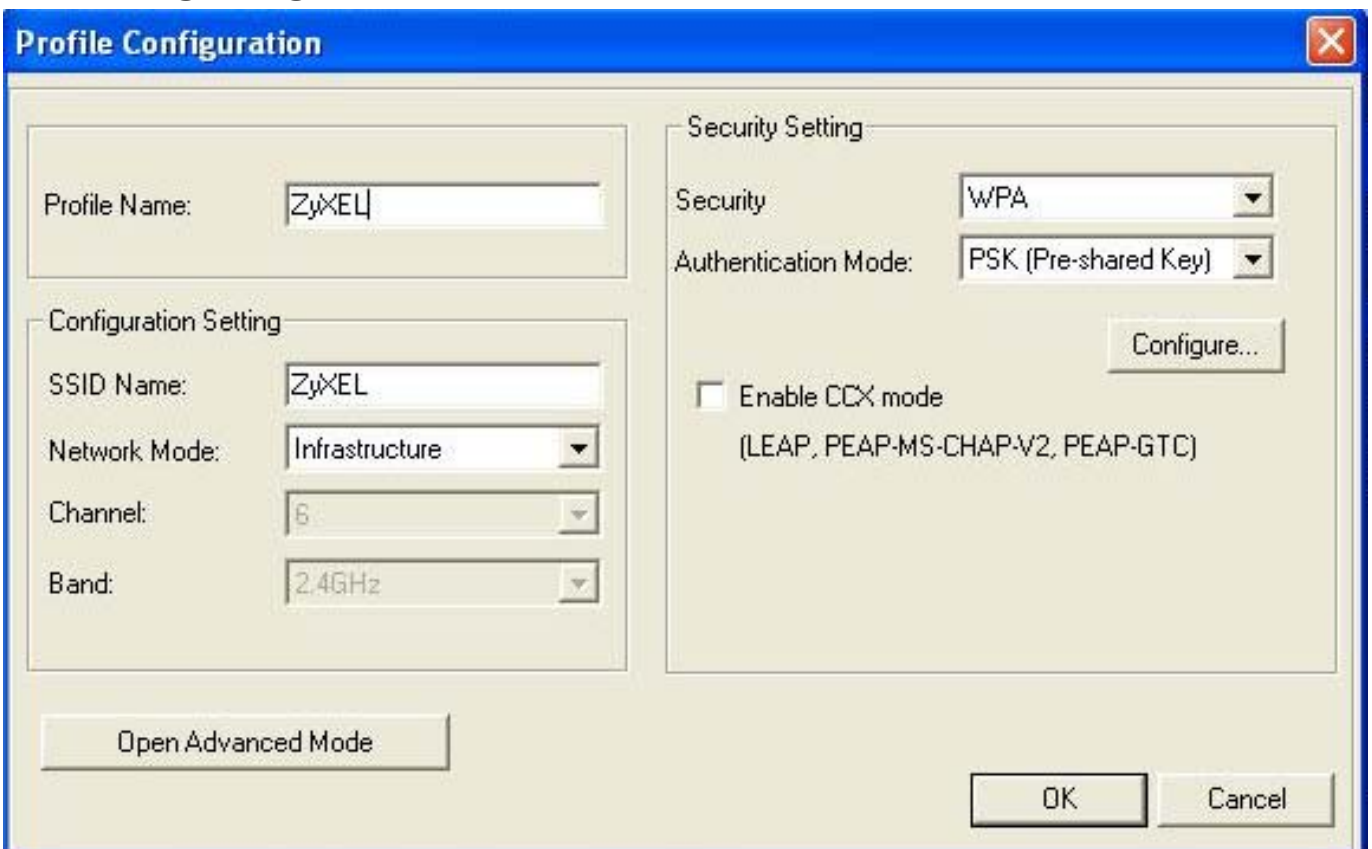 Profile Configuration
Profile Name: ZyXEL
Configuration Setting
SSID Name: ZyXEL
Network Mode: Infrastructure
Channel: 6
Band: 2.4GHz
Open Advanced Mode
Security Setting
Security WPA
Authentication Mode: PSK (Pre-shared Key)
Configure...
Enable CCX mode
(LEAP, PEAP-MS-CHAP-V2, PEAP-GTC)
OK Cancel